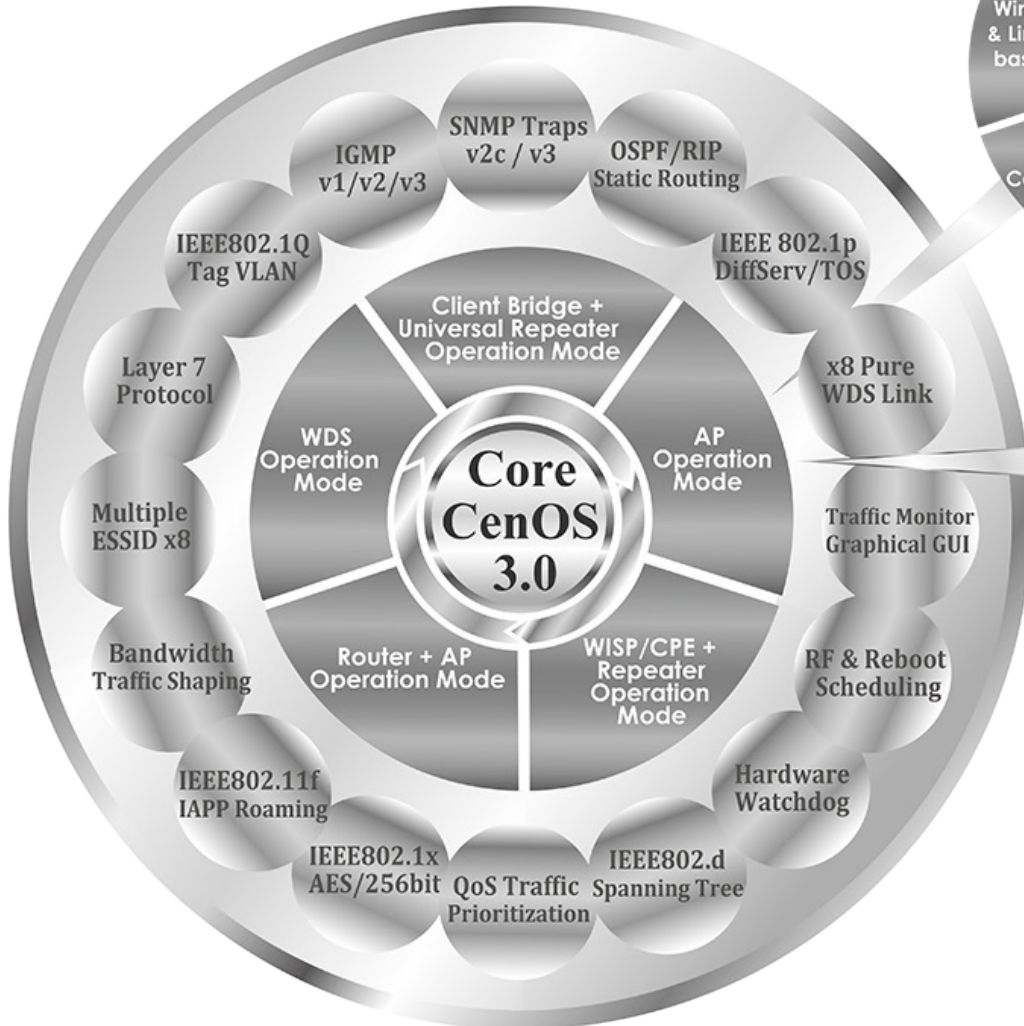 SNMP Traps
v2c / v3
OSPF/RIP
Static Routing
IEEE 802.1p
DiffServ/TOS
x8 Pure
WDS Link
Traffic Monitor
Graphical GUI
RF & Reboot
Scheduling
Hardware
Watchdog
IEEE802.d
Spanning Tree
QoS Traffic
Prioritization
IEEE802.1x
AES/256bit
IEEE802.11f
IAPP Roaming
Bandwidth
Traffic Shaping
Multiple
ESSID x8
Layer 7
Protocol
IEEE802.1Q
Tag VLAN
IGMP
v1/v2/v3
Client Bridge +
Universal Repeater
Operation Mode
AP
Operation
Mode
WISP/CPE +
Repeater
Operation
Mode
Router + AP
Operation Mode
WDS
Operation
Mode
Core
CenOS
3.0
&